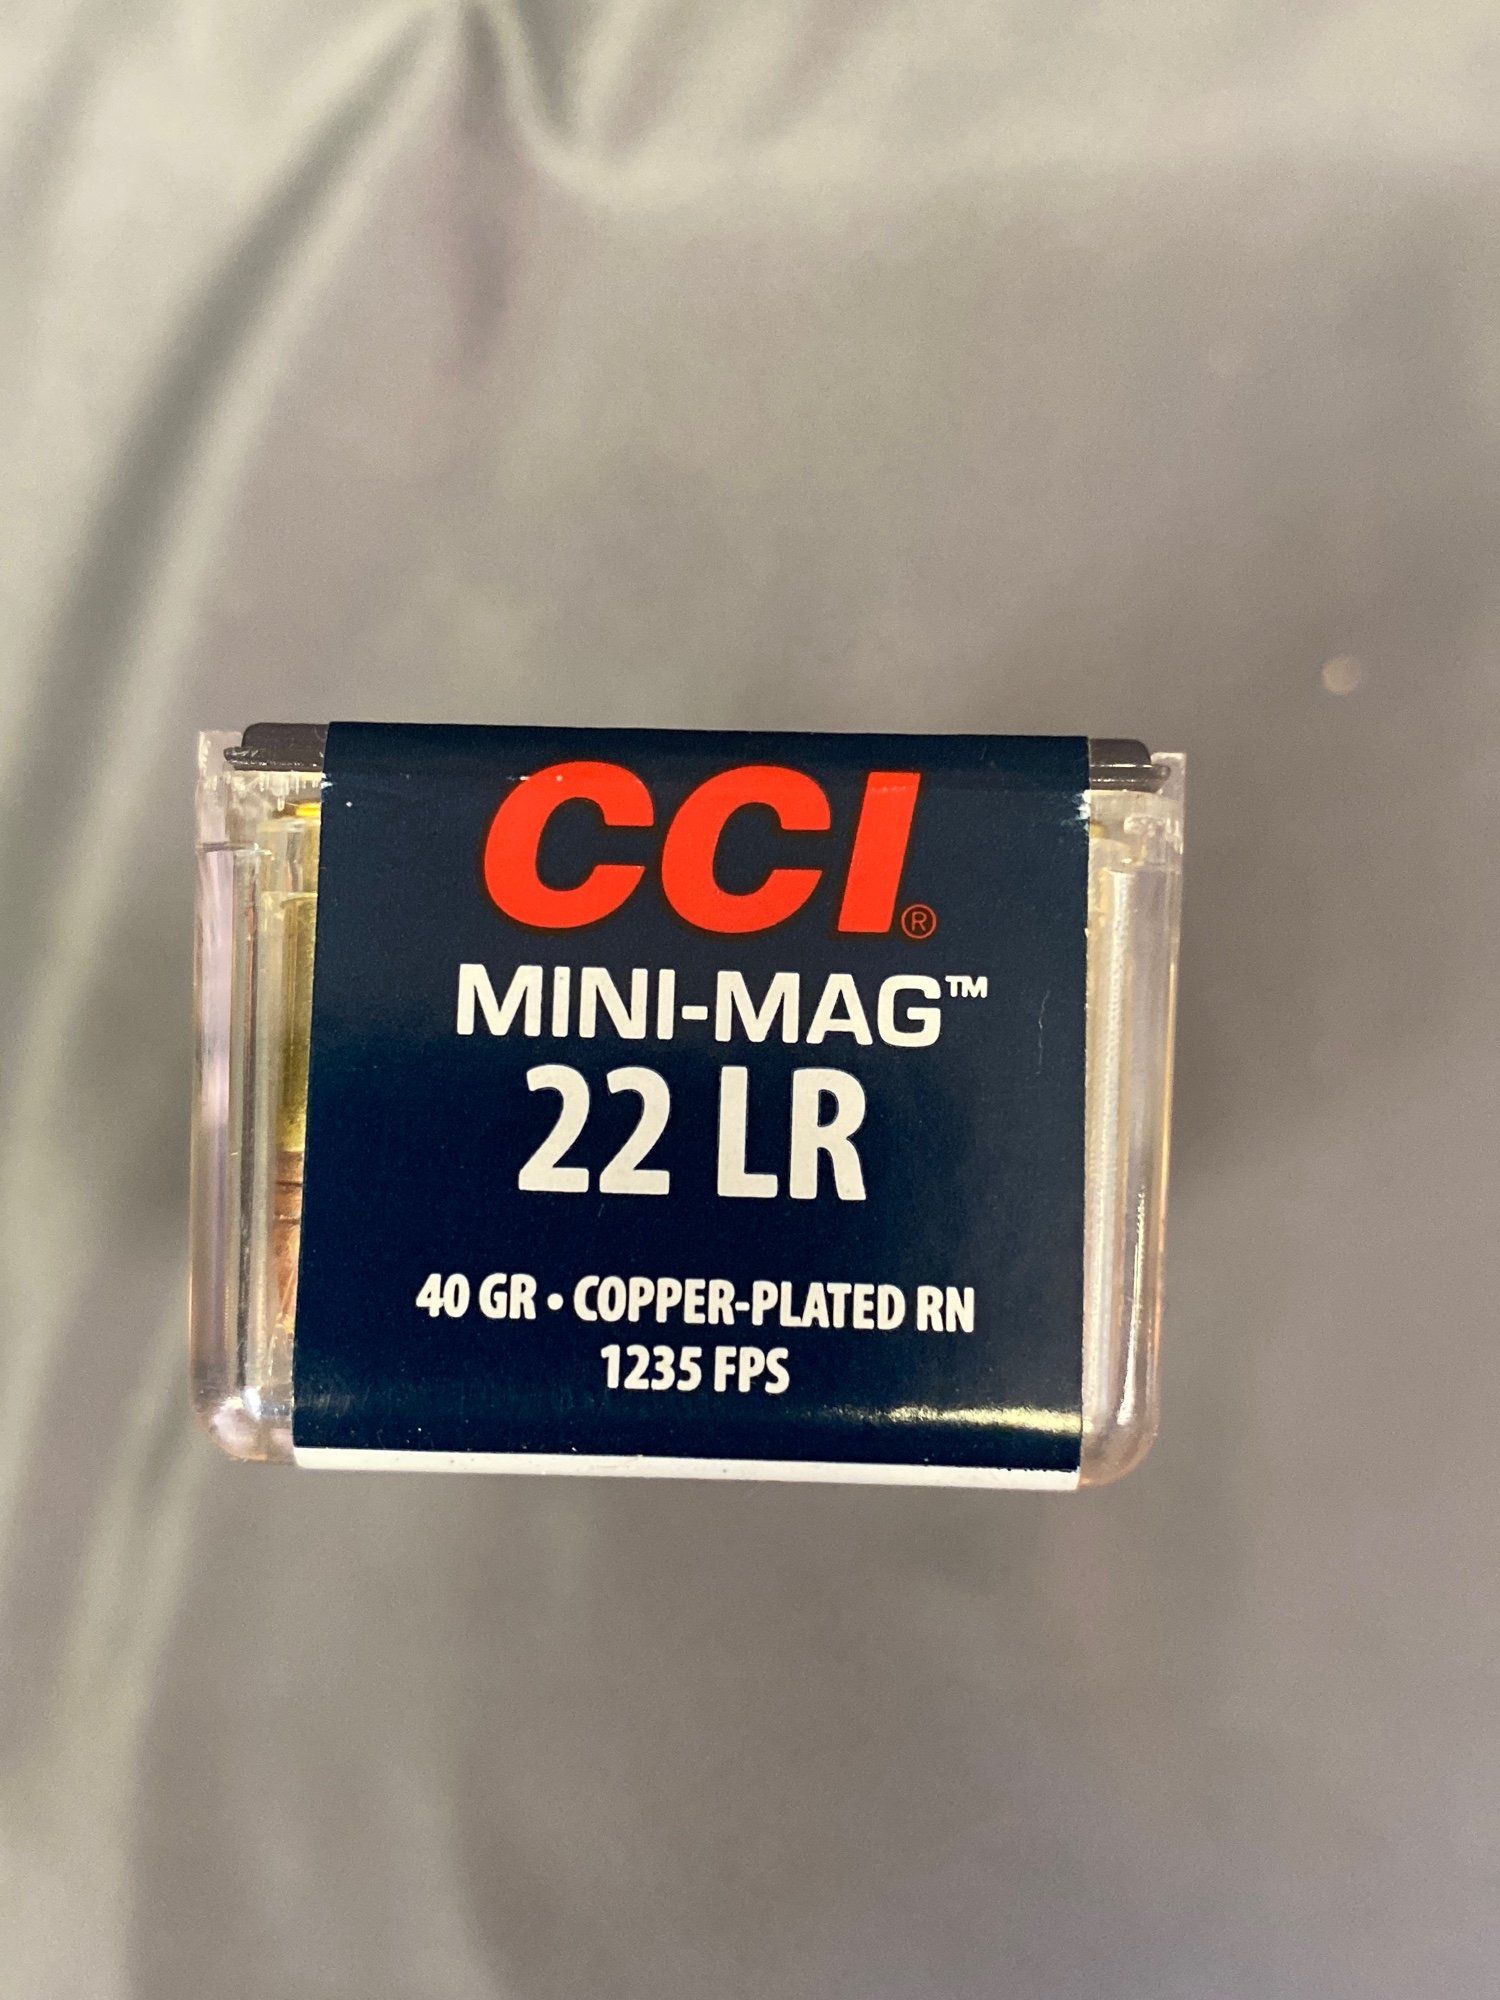 CCI®
MINI-MAG™
22 LR
40 GR • COPPER-PLATED RN
1235 FPS